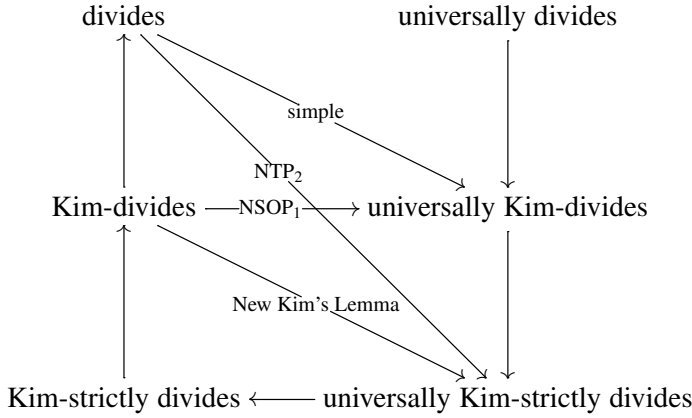 divides universally divides
simple
NTP2
Kim-divides NSOP1 universally Kim-divides
New Kim's Lemma
Kim-strictly divides universally Kim-strictly divides